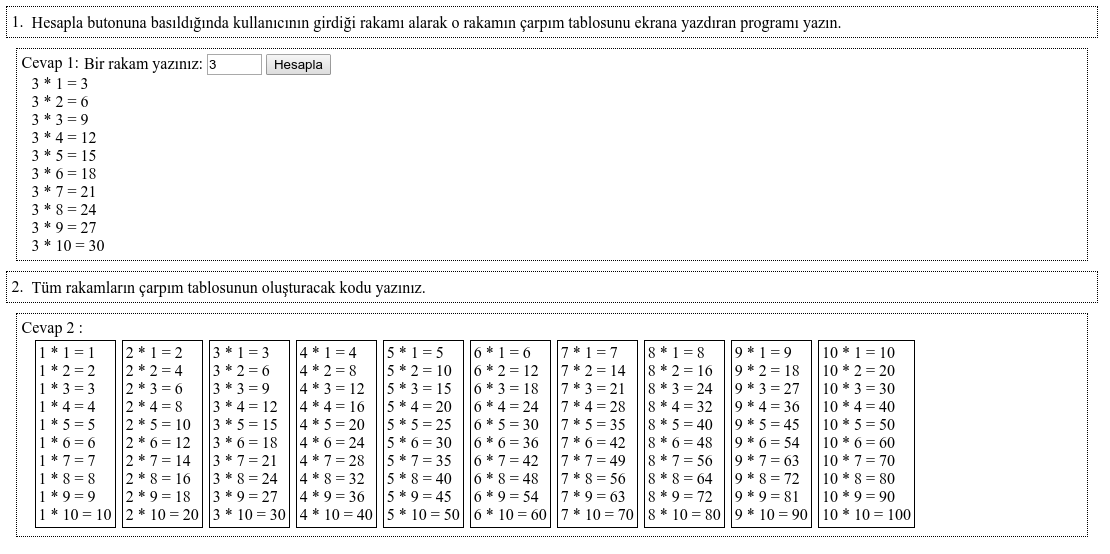 1. Hesapla butonuna basıldığında kullanıcının girdiği rakamı alarak o rakamın çarpım tablosunu ekrana yazdıran programı yazın.
Cevap 1: Bir rakam yazınız: 3 Hesapla
3 * 1 = 3
3 * 2 = 6
3 * 3 = 9
3 * 4 = 12
3 * 5 = 15
3 * 6 = 18
3 * 7 = 21
3 * 8 = 24
3 * 9 = 27
3 * 10 = 30
2. Tüm rakamların çarpım tablosunun oluşturacak kodu yazınız.
Cevap 2 :
1 * 1 = 1 2 * 1 = 2 3 * 1 = 3 4 * 1 = 4 5 * 1 = 5 6 * 1 = 6 7 * 1 = 7 8 * 1 = 8 9 * 1 = 9 10 * 1 = 10
1 * 2 = 2 2 * 2 = 4 3 * 2 = 6 4 * 2 = 8 5 * 2 = 10 6 * 2 = 12 7 * 2 = 14 8 * 2 = 16 9 * 2 = 18 10 * 2 = 20
1 * 3 = 3 2 * 3 = 6 3 * 3 = 9 4 * 3 = 12 5 * 3 = 15 6 * 3 = 18 7 * 3 = 21 8 * 3 = 24 9 * 3 = 27 10 * 3 = 30
1 * 4 = 4 2 * 4 = 8 3 * 4 = 12 4 * 4 = 16 5 * 4 = 20 6 * 4 = 24 7 * 4 = 28 8 * 4 = 32 9 * 4 = 36 10 * 4 = 40
1 * 5 = 5 2 * 5 = 10 3 * 5 = 15 4 * 5 = 20 5 * 5 = 25 6 * 5 = 30 7 * 5 = 35 8 * 5 = 40 9 * 5 = 45 10 * 5 = 50
1 * 6 = 6 2 * 6 = 12 3 * 6 = 18 4 * 6 = 24 5 * 6 = 30 6 * 6 = 36 7 * 6 = 42 8 * 6 = 48 9 * 6 = 54 10 * 6 = 60
1 * 7 = 7 2 * 7 = 14 3 * 7 = 21 4 * 7 = 28 5 * 7 = 35 6 * 7 = 42 7 * 7 = 49 8 * 7 = 56 9 * 7 = 63 10 * 7 = 70
1 * 8 = 8 2 * 8 = 16 3 * 8 = 24 4 * 8 = 32 5 * 8 = 40 6 * 8 = 48 7 * 8 = 56 8 * 8 = 64 9 * 8 = 72 10 * 8 = 80
1 * 9 = 9 2 * 9 = 18 3 * 9 = 27 4 * 9 = 36 5 * 9 = 45 6 * 9 = 54 7 * 9 = 63 8 * 9 = 72 9 * 9 = 81 10 * 9 = 90
1 * 10 = 10 2 * 10 = 20 3 * 10 = 30 4 * 10 = 40 5 * 10 = 50 6 * 10 = 60 7 * 10 = 70 8 * 10 = 80 9 * 10 = 90 10 * 10 = 100